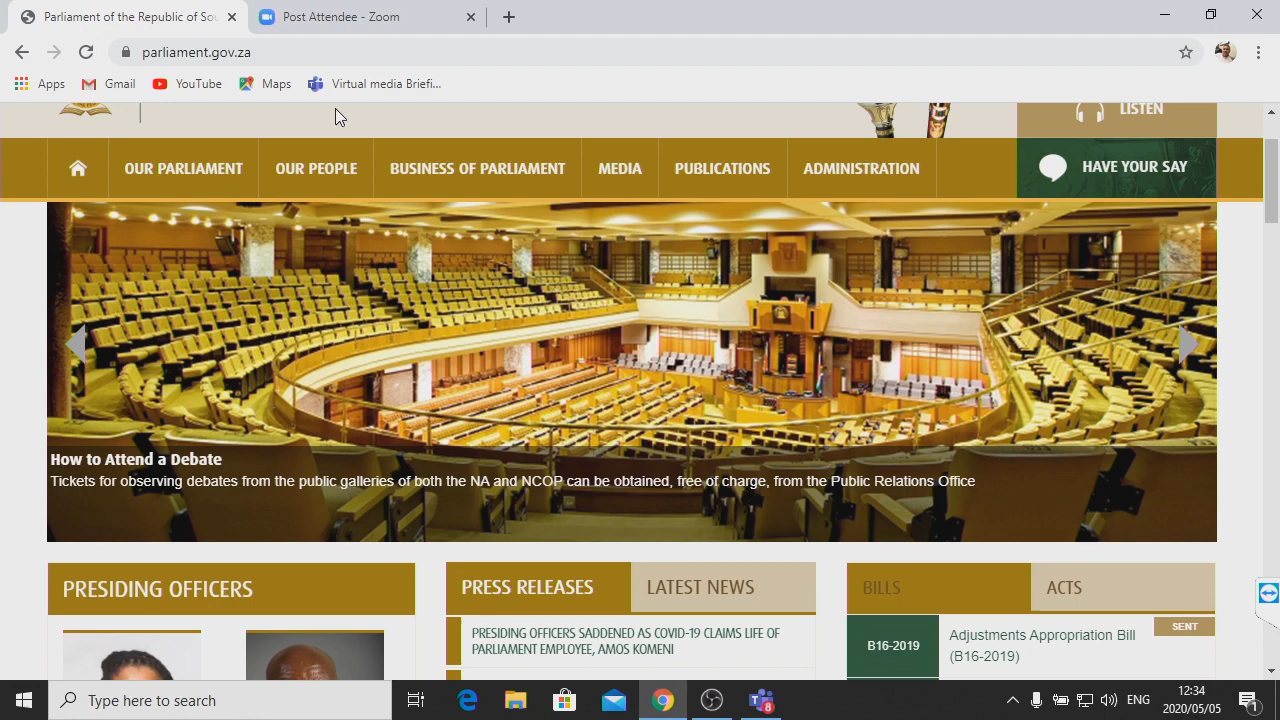 Parliament of the Republic of Sou
Post Attendee - Zoom
parliament.gov.za
Apps
Gmail
YouTube
Maps
Virtual media Briefi...
LISTEN
OUR PARLIAMENT
OUR PEOPLE
BUSINESS OF PARLIAMENT
MEDIA
PUBLICATIONS
ADMINISTRATION
HAVE YOUR SAY
How to Attend a Debate
Tickets for observing debates from the public galleries of both the NA and NCOP can be obtained, free of charge, from the Public Relations Office
PRESIDING OFFICERS
PRESS RELEASES
LATEST NEWS
PRESIDING OFFICERS SADDENED AS COVID-19 CLAIMS LIFE OF
PARLIAMENT EMPLOYEE, AMOS KOMENI
BILLS
ACTS
B16-2019
Adjustments Appropriation Bill
(B16-2019)
SENT
Type here to search
8
ENG
12:34
2020/05/05
1